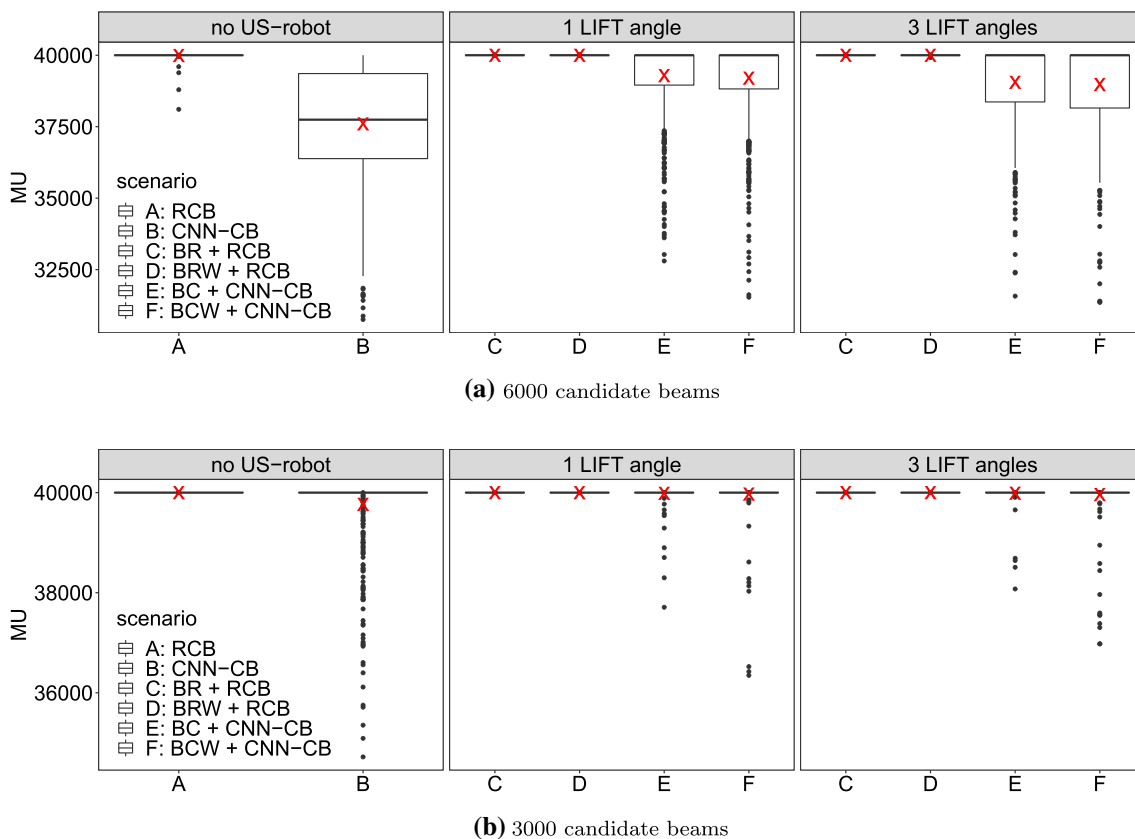 no US−robot
1 LIFT angle
3 LIFT angles
40000
37500
35000
32500
MU
scenario
A: RCB
B: CNN−CB
C: BR + RCB
D: BRW + RCB
E: BC + CNN−CB
F: BCW + CNN−CB
A B C D E F C D E F
(a) 6000 candidate beams
no US−robot
1 LIFT angle
3 LIFT angles
40000
38000
36000
MU
scenario
A: RCB
B: CNN−CB
C: BR + RCB
D: BRW + RCB
E: BC + CNN−CB
F: BCW + CNN−CB
A B C D E F C D E F
(b) 3000 candidate beams